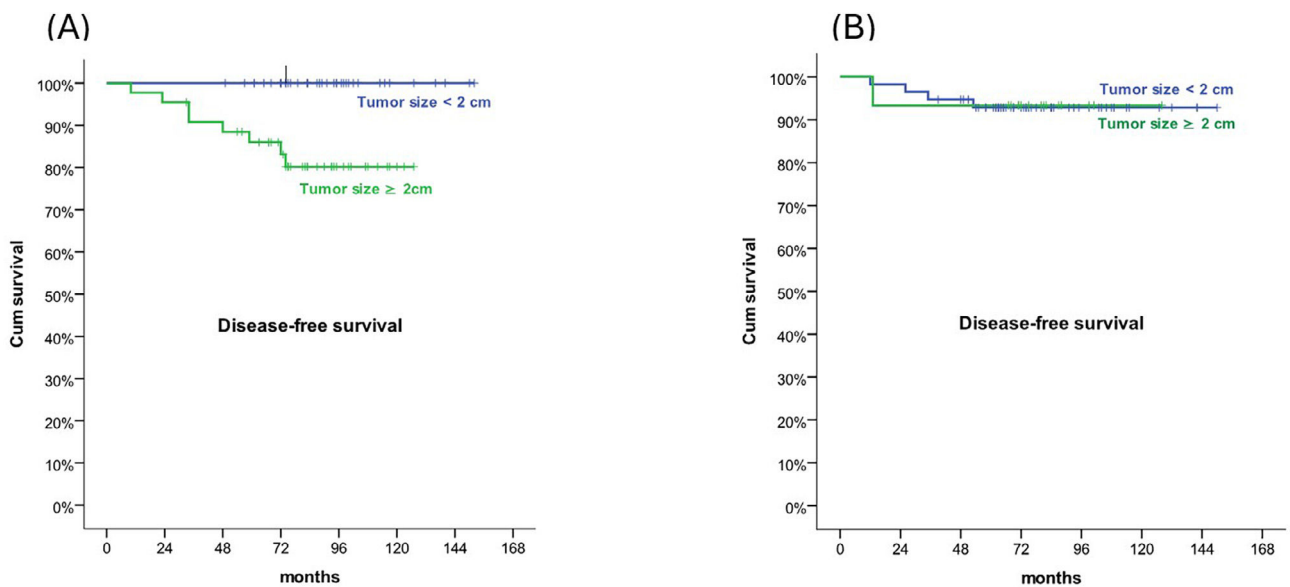 (A)
100%
90%
80%
70%
60%
50%
40%
30%
20%
10%
0%
Cum survival
Tumor size < 2 cm
Tumor size ≥ 2cm
Disease-free survival
0 24 48 72 96 120 144 168
months
(B)
100%
90%
80%
70%
60%
50%
40%
30%
20%
10%
0%
Cum survival
Tumor size < 2 cm
Tumor size ≥ 2 cm
Disease-free survival
0 24 48 72 96 120 144 168
months